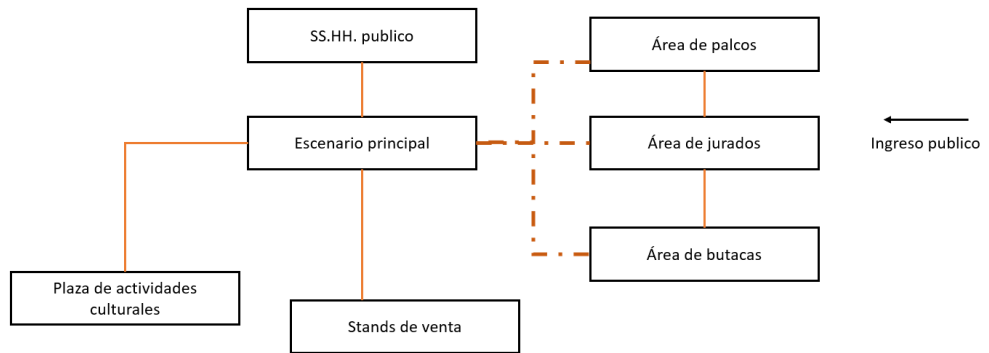 SS.HH. publico
Área de palcos
Escenario principal
Área de jurados
Ingreso publico
Área de butacas
Plaza de actividades
culturales
Stands de venta